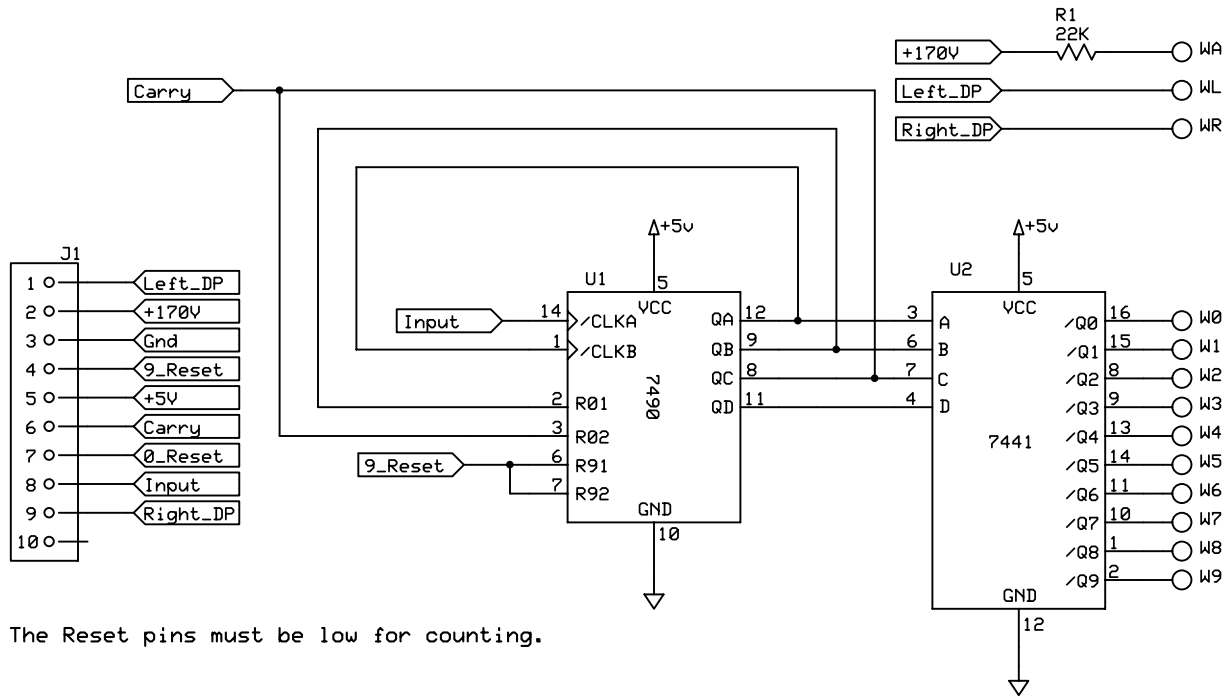 R1
22K
+170V
WA
Carry
Left_DP
WL
Right_DP
WR
J1
1 Left_DP
2 +170V
3 Gnd
4 9_Reset
5 +5V
6 Carry
7 0_Reset
8 Input
9 Right_DP
10
Input
9_Reset
U1
+5v
5
VCC
14 /CLKA
1 /CLKB
2 R01
3 R02
6 R91
7 R92
7490
QA 12
QB 9
QC 8
QD 11
GND
10
U2
+5v
5
VCC
3 A
6 B
7 C
4 D
7441
/Q0 16 W0
/Q1 15 W1
/Q2 8 W2
/Q3 9 W3
/Q4 13 W4
/Q5 14 W5
/Q6 11 W6
/Q7 10 W7
/Q8 1 W8
/Q9 2 W9
GND
12
The Reset pins must be low for counting.